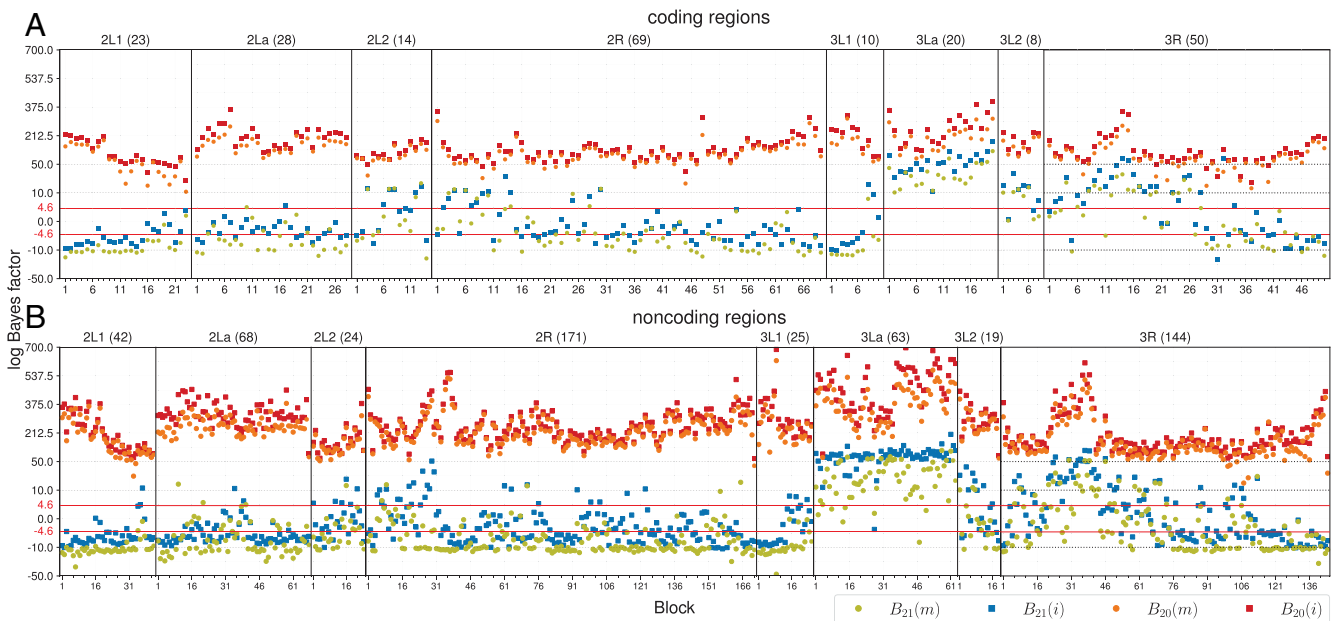 A
coding regions
2L1 (23) 2La (28) 2L2 (14) 2R (69) 3L1 (10) 3La (20) 3L2 (8) 3R (50)
700.0
537.5
375.0
212.5
50.0
10.0
4.6
0.0
-4.6
-10.0
-50.0
1 6 11 16 21 1 6 11 16 21 26 1 6 11 1 6 11 16 21 26 31 36 41 46 51 56 61 66 1 6 1 6 11 16 1 6 1 6 11 16 21 26 31 36 41 46
log Bayes factor
B
noncoding regions
2L1 (42) 2La (68) 2L2 (24) 2R (171) 3L1 (25) 3La (63) 3L2 (19) 3R (144)
700.0
537.5
375.0
212.5
50.0
10.0
4.6
0.0
-4.6
-10.0
-50.0
1 16 31 1 16 31 46 61 1 16 1 16 31 46 61 76 91 106 121 136 151 166 1 16 1 16 31 46 61 1 16 1 16 31 46 61 76 91 106 121 136
Block
B₂₁(m) B₂₁(i) B₂₀(m) B₂₀(i)